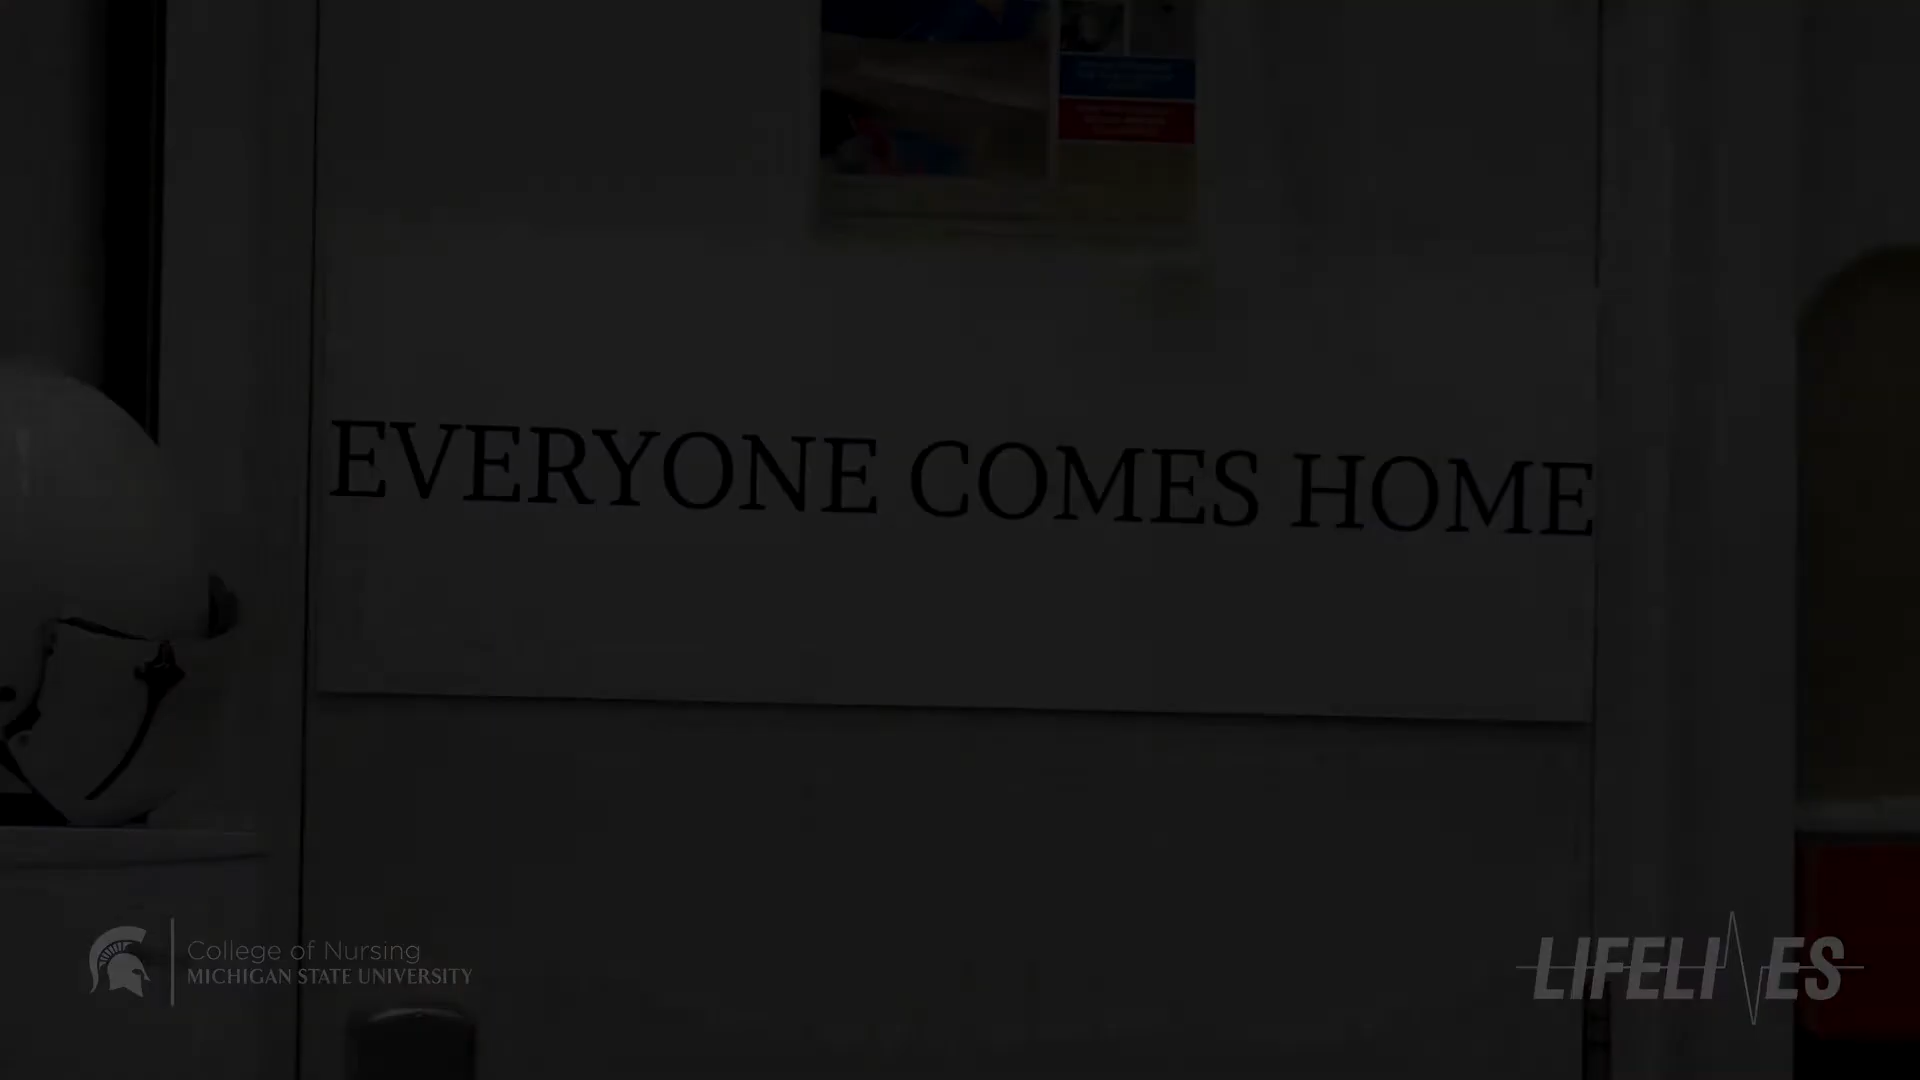 EVERYONE COMES HOME
College of Nursing
MICHIGAN STATE UNIVERSITY
LIFELINES